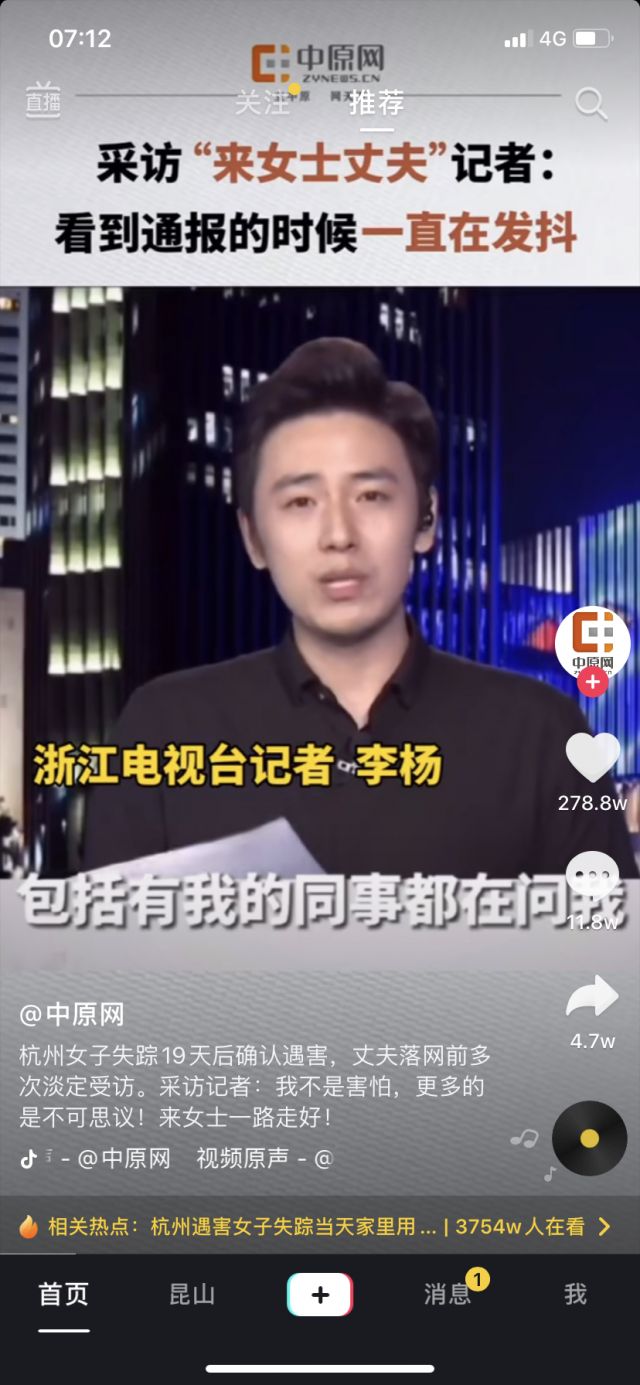 07:12
4G
中原网
ZYNEWS.CN
直播
关注
推荐
采访“来女士丈夫”记者：
看到通报的时候一直在发抖
中原网
浙江电视台记者 李杨
278.8w
包括有我的同事都在问我
11.8w
@中原网
4.7w
杭州女子失踪19天后确认遇害，丈夫落网前多
次淡定受访。采访记者：我不是害怕，更多的
是不可思议！来女士一路走好！
- @中原网 视频原声 - @
相关热点：杭州遇害女子失踪当天家里用... | 3754w人在看
首页
昆山
消息
1
我